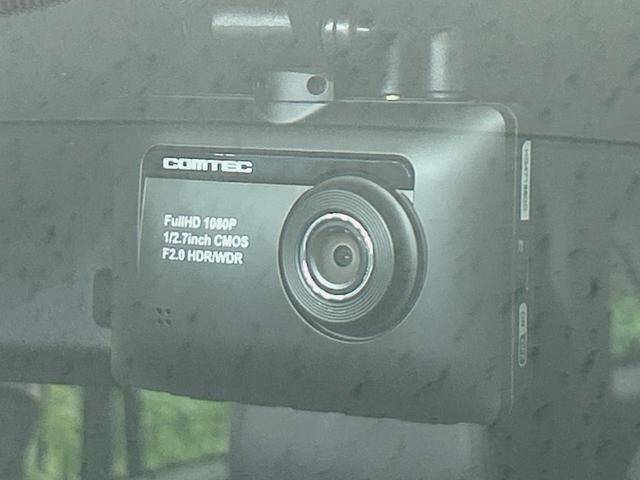 COMTEC
FullHD 1080P
1/2.7inch CMOS
F2.0 HDR/WDR